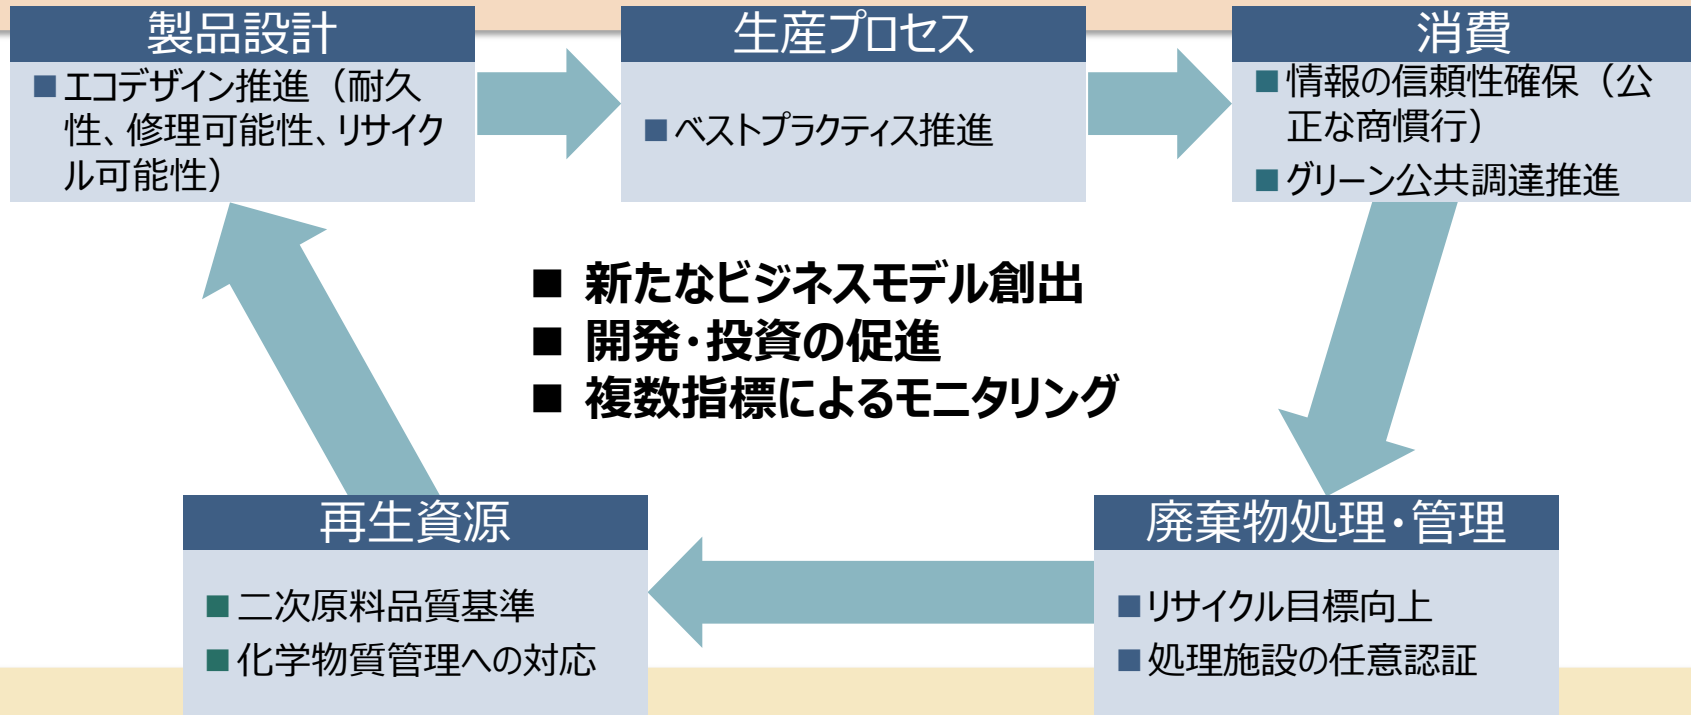 製品設計
■エコデザイン推進（耐久
性、修理可能性、リサイク
ル可能性）
生産プロセス
■ベストプラクティス推進
消費
■情報の信頼性確保（公
正な商慣行）
■グリーン公共調達推進
■ 新たなビジネスモデル創出
■ 開発・投資の促進
■ 複数指標によるモニタリング
再生資源
■二次原料品質基準
■化学物質管理への対応
廃棄物処理・管理
■リサイクル目標向上
■処理施設の任意認証